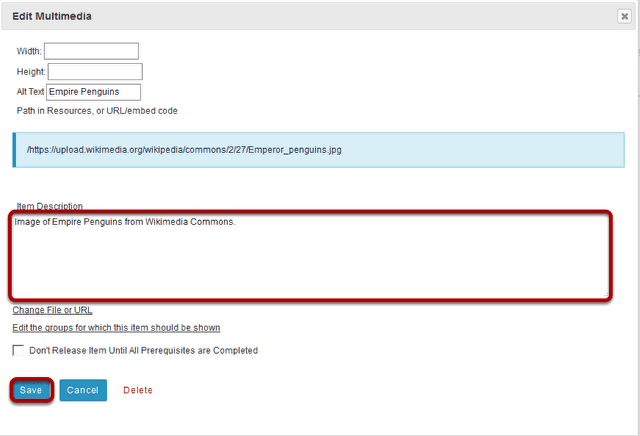 Edit Multimedia
Width:
Height:
Alt Text Empire Penguins
Path in Resources, or URL/embed code
/https://upload.wikimedia.org/wikipedia/commons/2/27/Emperor_penguins.jpg
Item Description
Image of Empire Penguins from Wikimedia Commons.
Change File or URL
Edit the groups for which this item should be shown
Don't Release Item Until All Prerequisites are Completed
Save Cancel Delete